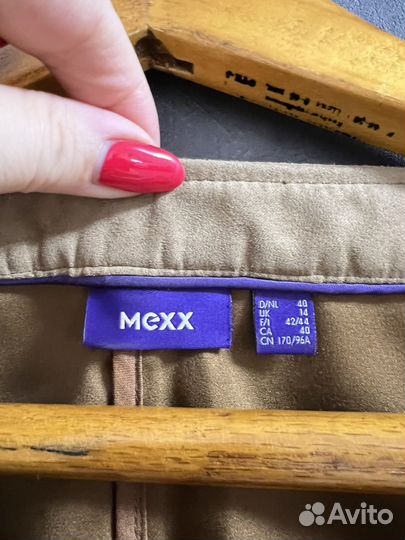 mexx
D/NL 40
UK 14
F/I 42/44
CA 40
CN 170/96A
Avito